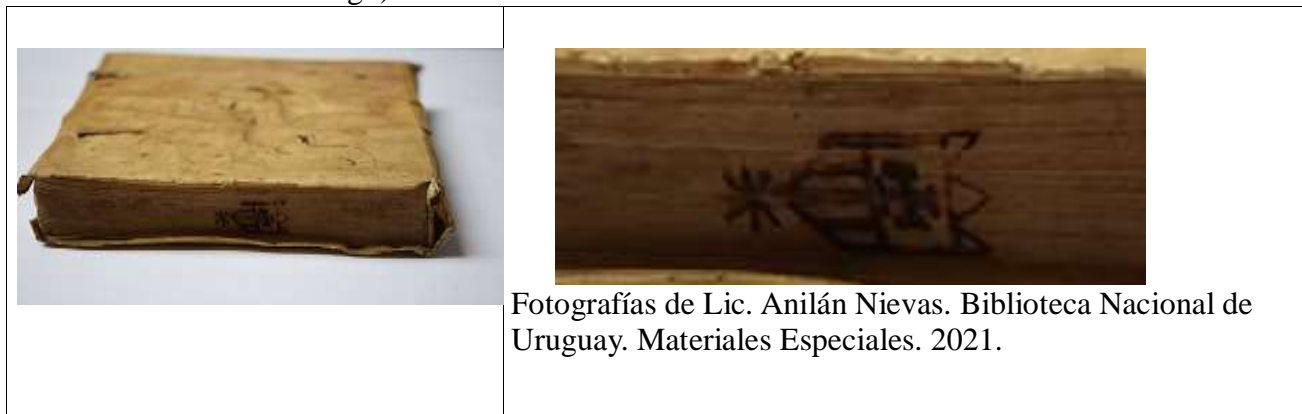 Fotografías de Lic. Anilán Nievas. Biblioteca Nacional de
Uruguay. Materiales Especiales. 2021.